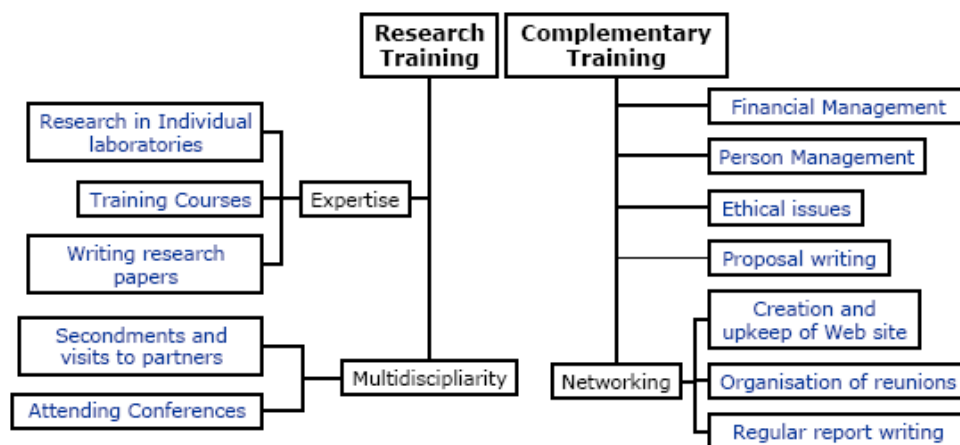 Research
Training
Complementary
Training
Research in Individual
laboratories
Training Courses
Writing research
papers
Expertise
Secondments and
visits to partners
Attending Conferences
Multidiscipliarity
Financial Management
Person Management
Ethical issues
Proposal writing
Networking
Creation and
upkeep of Web site
Organisation of reunions
Regular report writing